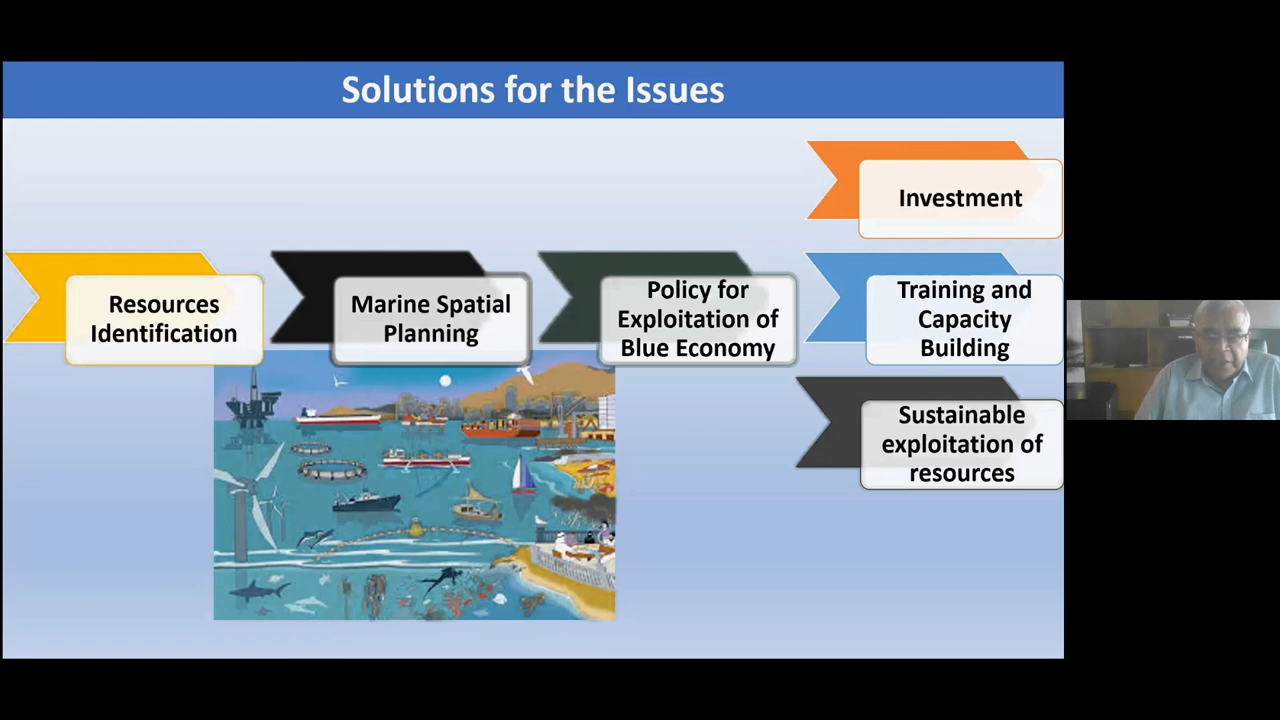 Solutions for the Issues
Investment
Resources
Identification
Marine Spatial
Planning
Policy for
Exploitation of
Blue Economy
Training and
Capacity
Building
Sustainable
exploitation of
resources